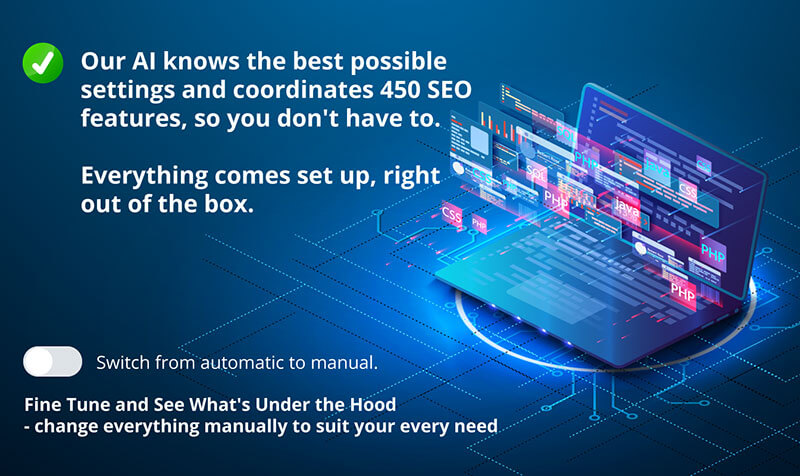 Our AI knows the best possible
settings and coordinates 450 SEO
features, so you don't have to.
Everything comes set up, right
out of the box.
CSS
PHP
SQL
PHP
PHP
Java
CSS
PHP
PHP
Switch from automatic to manual.
Fine Tune and See What's Under the Hood
- change everything manually to suit your every need